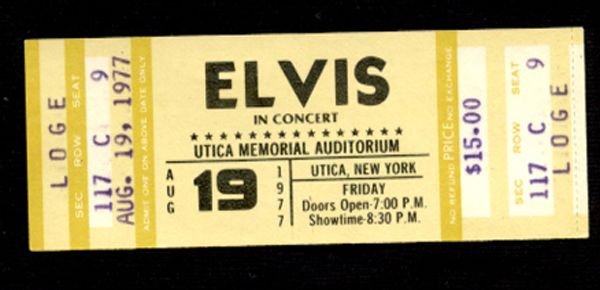 LOGE
SEC ROW SEAT
117 C 9
AUG. 19, 1977
ADMIT ONE ON ABOVE DATE ONLY
ELVIS
IN CONCERT
★★★★★★★★★★★★★★★★
UTICA MEMORIAL AUDITORIUM
AUG 19 1977
UTICA, NEW YORK
FRIDAY
Doors Open-7:00 P.M.
Showtime-8:30 P.M.
NO REFUND PRICE NO EXCHANGE
$15.00
SEC ROW SEAT
117 C 9
LOGE